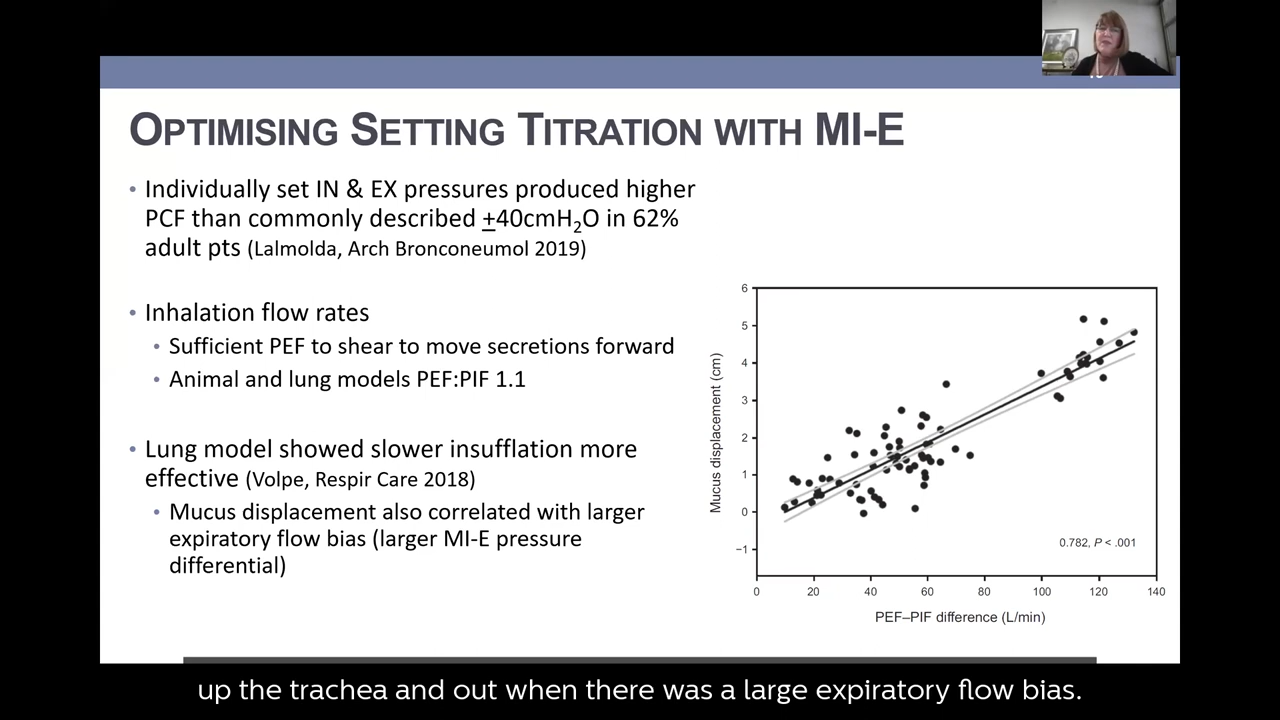 OPTIMISING SETTING TITRATION WITH MI-E
• Individually set IN & EX pressures produced higher
PCF than commonly described +40cmH₂O in 62%
adult pts (Lalmolda, Arch Bronconeumol 2019)
• Inhalation flow rates
• Sufficient PEF to shear to move secretions forward
• Animal and lung models PEF:PIF 1.1
• Lung model showed slower insufflation more
effective (Volpe, Respir Care 2018)
• Mucus displacement also correlated with larger
expiratory flow bias (larger MI-E pressure
differential)
Mucus displacement (cm)
6
5
4
3
2
1
0
−1
0.782, P < .001
0 20 40 60 80 100 120 140
PEF–PIF difference (L/min)
up the trachea and out when there was a large expiratory flow bias.